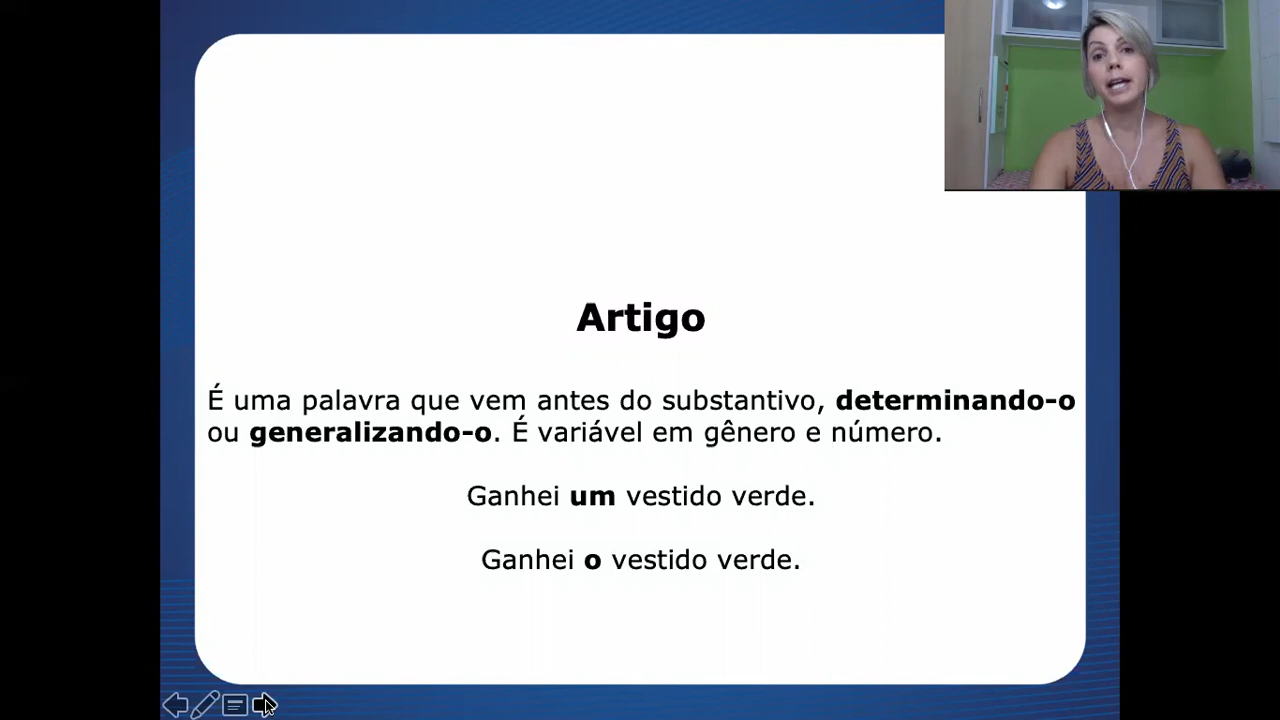 Artigo
É uma palavra que vem antes do substantivo, determinando-o
ou generalizando-o. É variável em gênero e número.
Ganhei um vestido verde.
Ganhei o vestido verde.